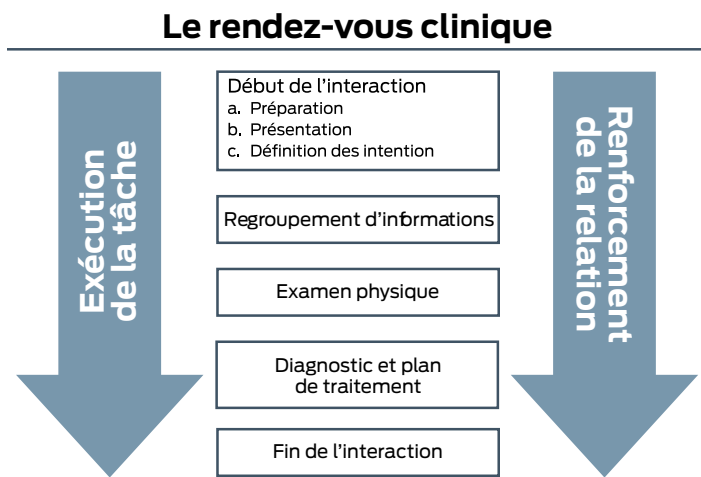 Le rendez-vous clinique
Exécution
de la tâche
Début de l'interaction
a. Préparation
b. Présentation
c. Définition des intention
Regroupement d'informations
Examen physique
Diagnostic et plan
de traitement
Fin de l'interaction
Renforcement
de la relation